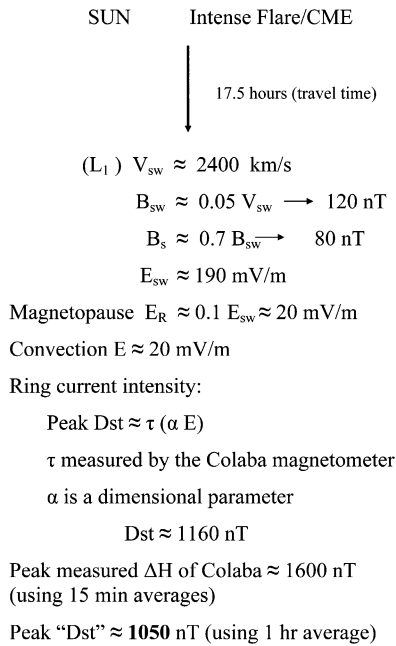 SUN Intense Flare/CME
17.5 hours (travel time)
(L₁) Vsw ≈ 2400 km/s
Bsw ≈ 0.05 Vsw → 120 nT
Bs ≈ 0.7 Bsw → 80 nT
Esw ≈ 190 mV/m
Magnetopause ER ≈ 0.1 Esw ≈ 20 mV/m
Convection E ≈ 20 mV/m
Ring current intensity:
Peak Dst ≈ τ (α E)
τ measured by the Colaba magnetometer
α is a dimensional parameter
Dst ≈ 1160 nT
Peak measured ΔH of Colaba ≈ 1600 nT
(using 15 min averages)
Peak “Dst” ≈ 1050 nT (using 1 hr average)